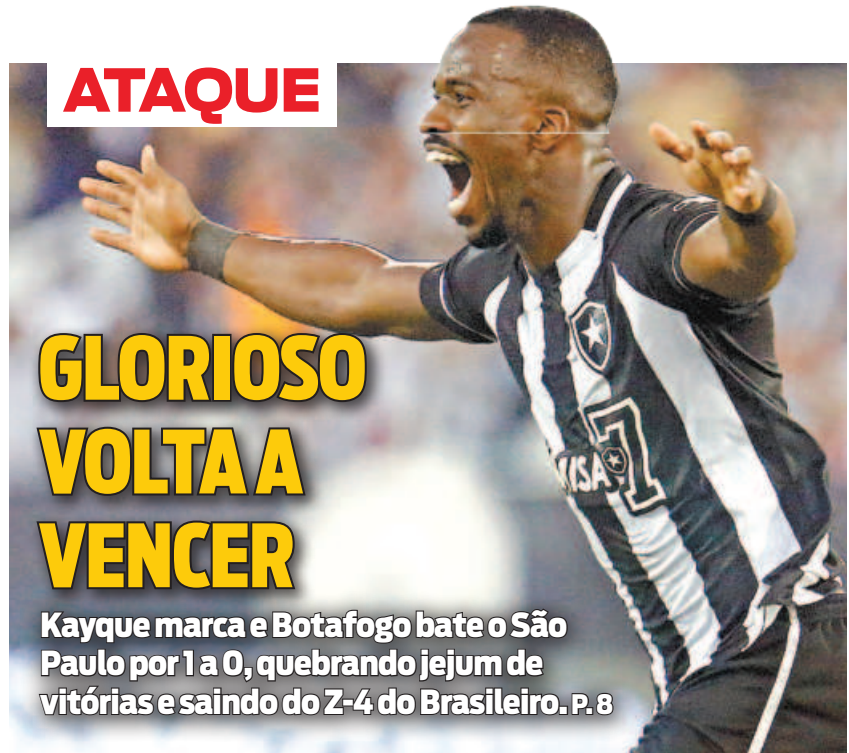 ATAQUE
GLORIOSO
VOLTA A
VENCER
Kayque marca e Botafogo bate o São
Paulo por 1 a 0, quebrando jejum de
vitórias e saindo do Z-4 do Brasileiro. P. 8
7